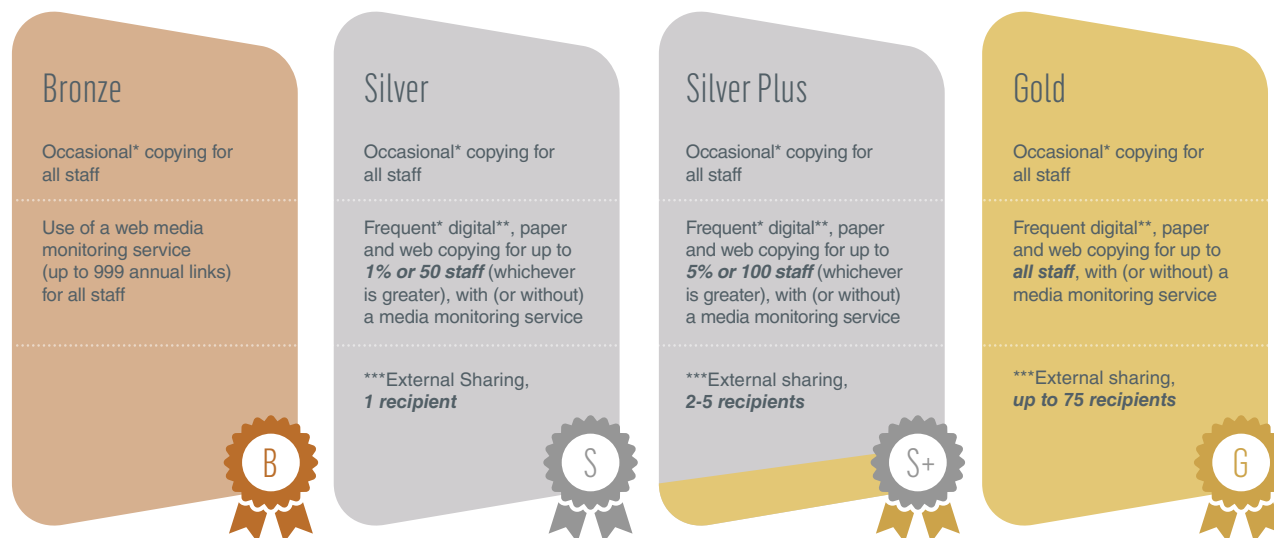 Bronze
Occasional* copying for
all staff
Use of a web media
monitoring service
(up to 999 annual links)
for all staff
B
Silver
Occasional* copying for
all staff
Frequent* digital**, paper
and web copying for up to
1% or 50 staff (whichever
is greater), with (or without)
a media monitoring service
***External Sharing,
1 recipient
S
Silver Plus
Occasional* copying for
all staff
Frequent* digital**, paper
and web copying for up to
5% or 100 staff (whichever
is greater), with (or without)
a media monitoring service
***External sharing,
2-5 recipients
S+
Gold
Occasional* copying for
all staff
Frequent digital**, paper
and web copying for up to
all staff, with (or without) a
media monitoring service
***External sharing,
up to 75 recipients
G